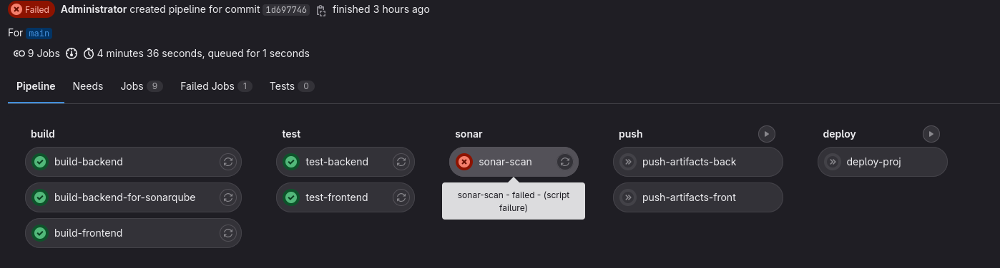 Failed Administrator created pipeline for commit 1d697746 finished 3 hours ago
For main
9 Jobs 4 minutes 36 seconds, queued for 1 seconds
Pipeline Needs Jobs 9 Failed Jobs 1 Tests 0
build
build-backend
build-backend-for-sonarqube
build-frontend
test
test-backend
test-frontend
sonar
sonar-scan
sonar-scan - failed - (script
failure)
push
push-artifacts-back
push-artifacts-front
deploy
deploy-proj